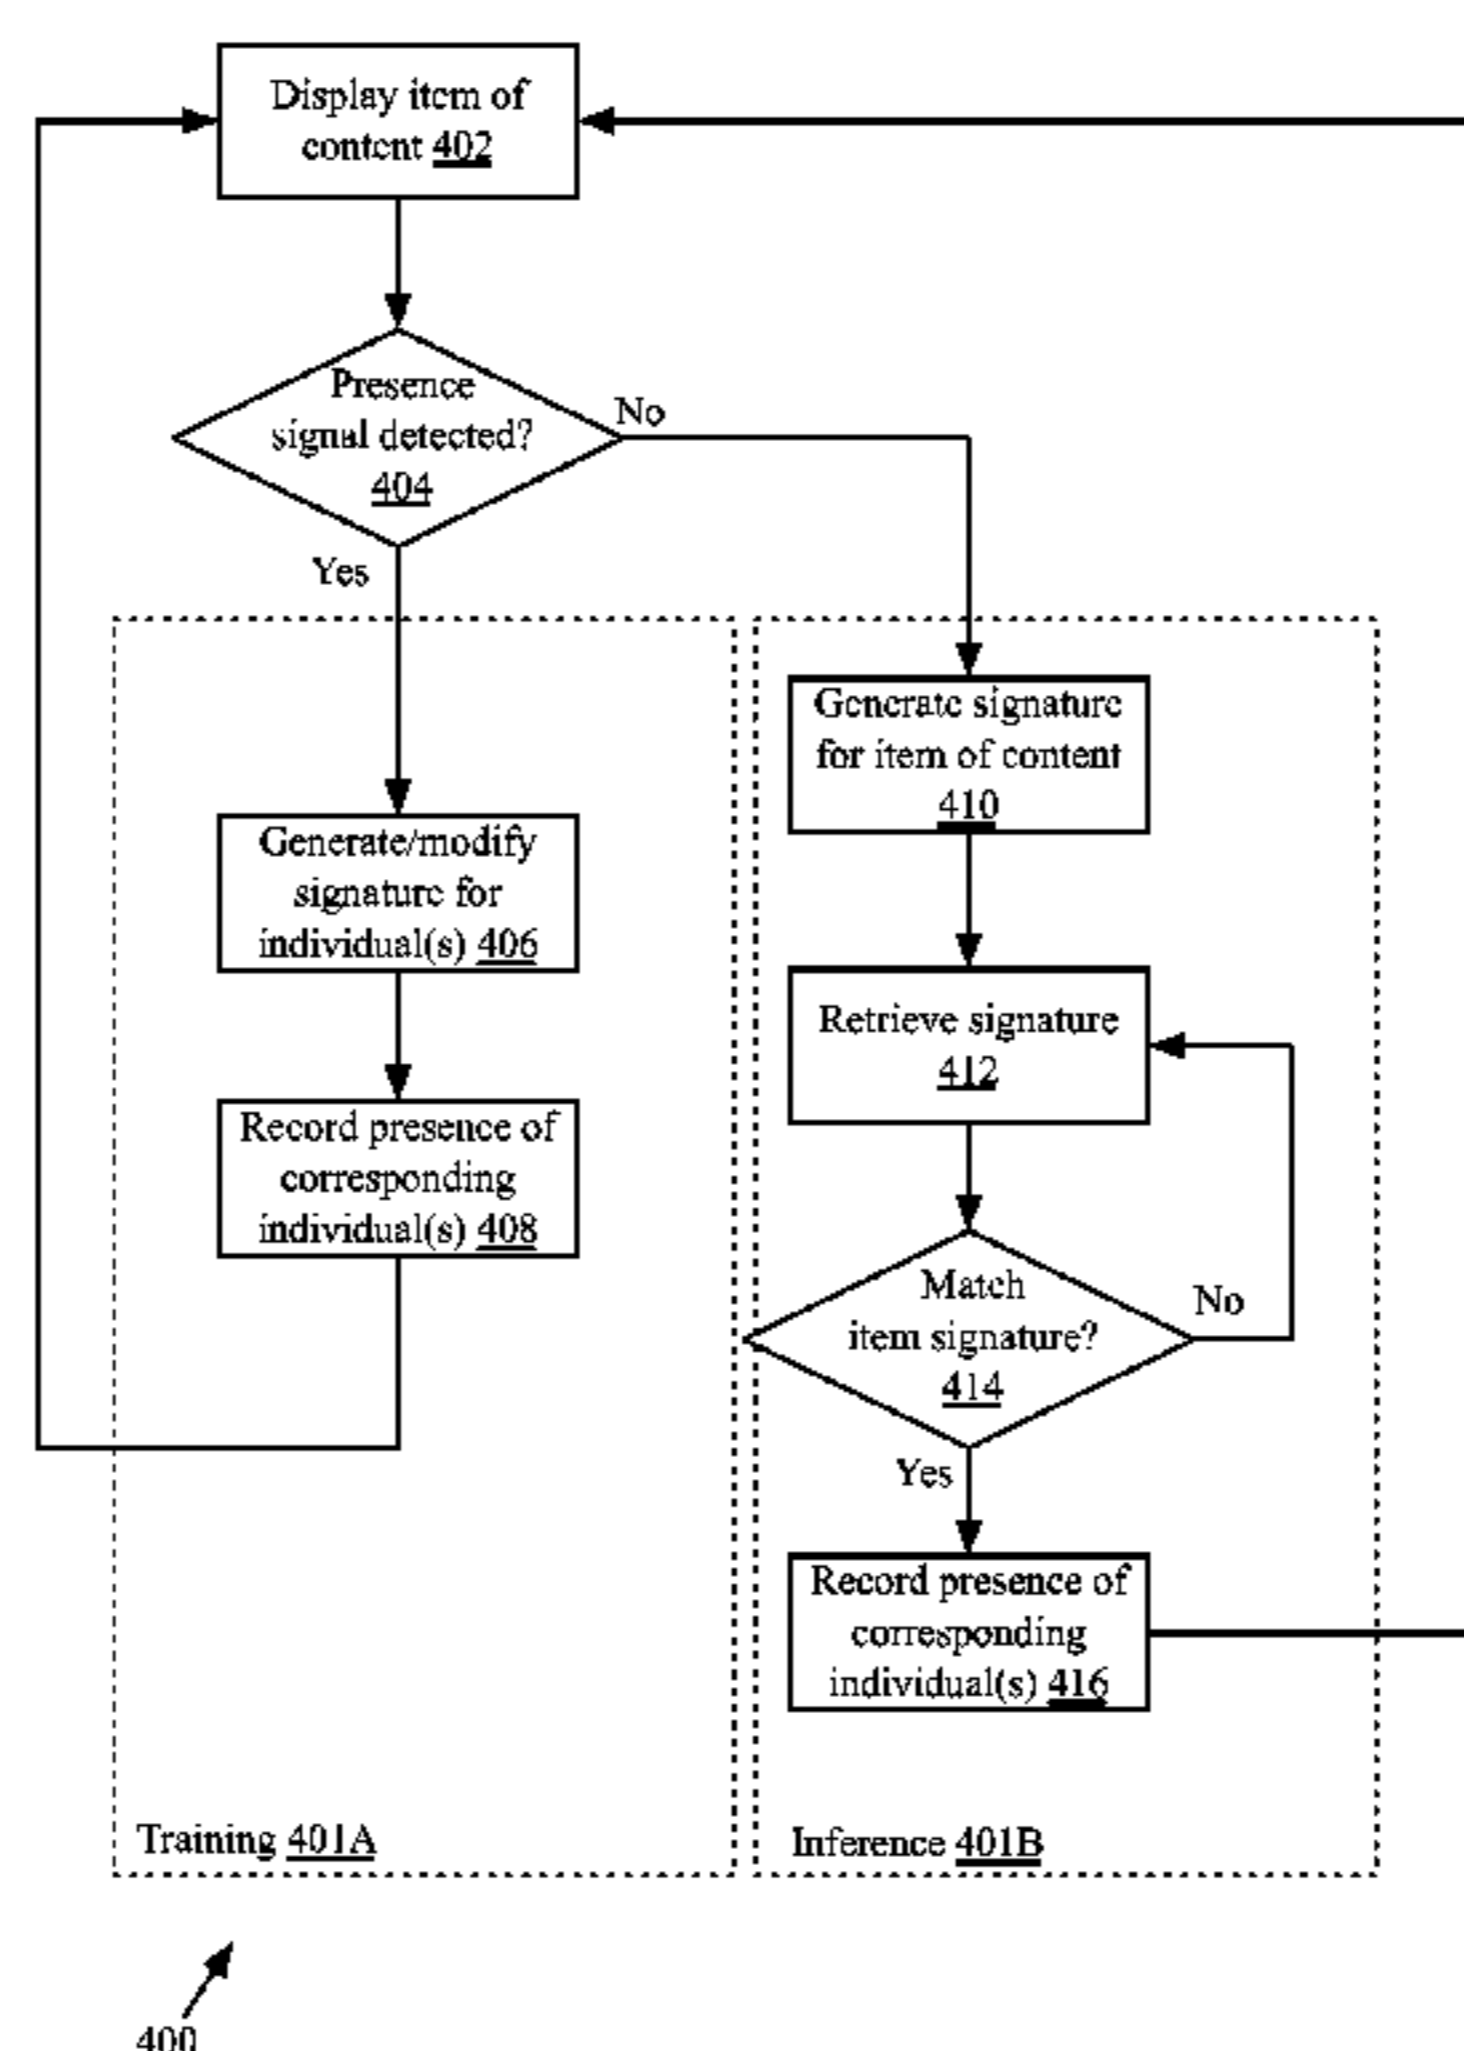 Display item of
content 402
Presence
signal detected?
404
No
Yes
Generate/modify
signature for
individual(s) 406
Record presence of
corresponding
individual(s) 408
Training 401A
Generate signature
for item of content
410
Retrieve signature
412
Match
item signature?
414
No
Yes
Record presence of
corresponding
individual(s) 416
Inference 401B
400